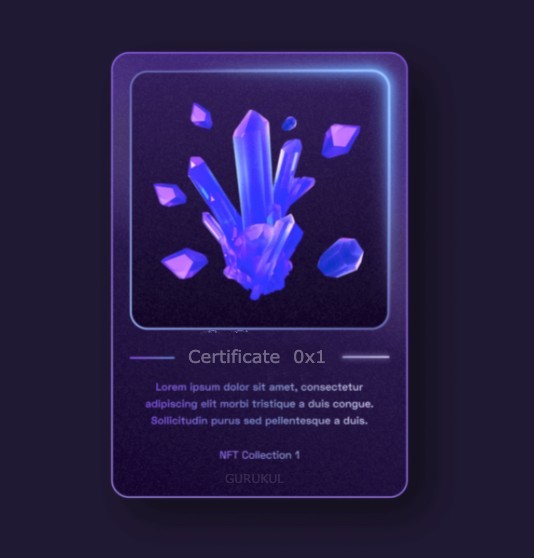 Certificate 0x1
Lorem ipsum dolor sit amet, consectetur
adipiscing elit morbi tristique a duis congue.
Sollicitudin purus sed pellentesque a duis.
NFT Collection 1
GURUKUL